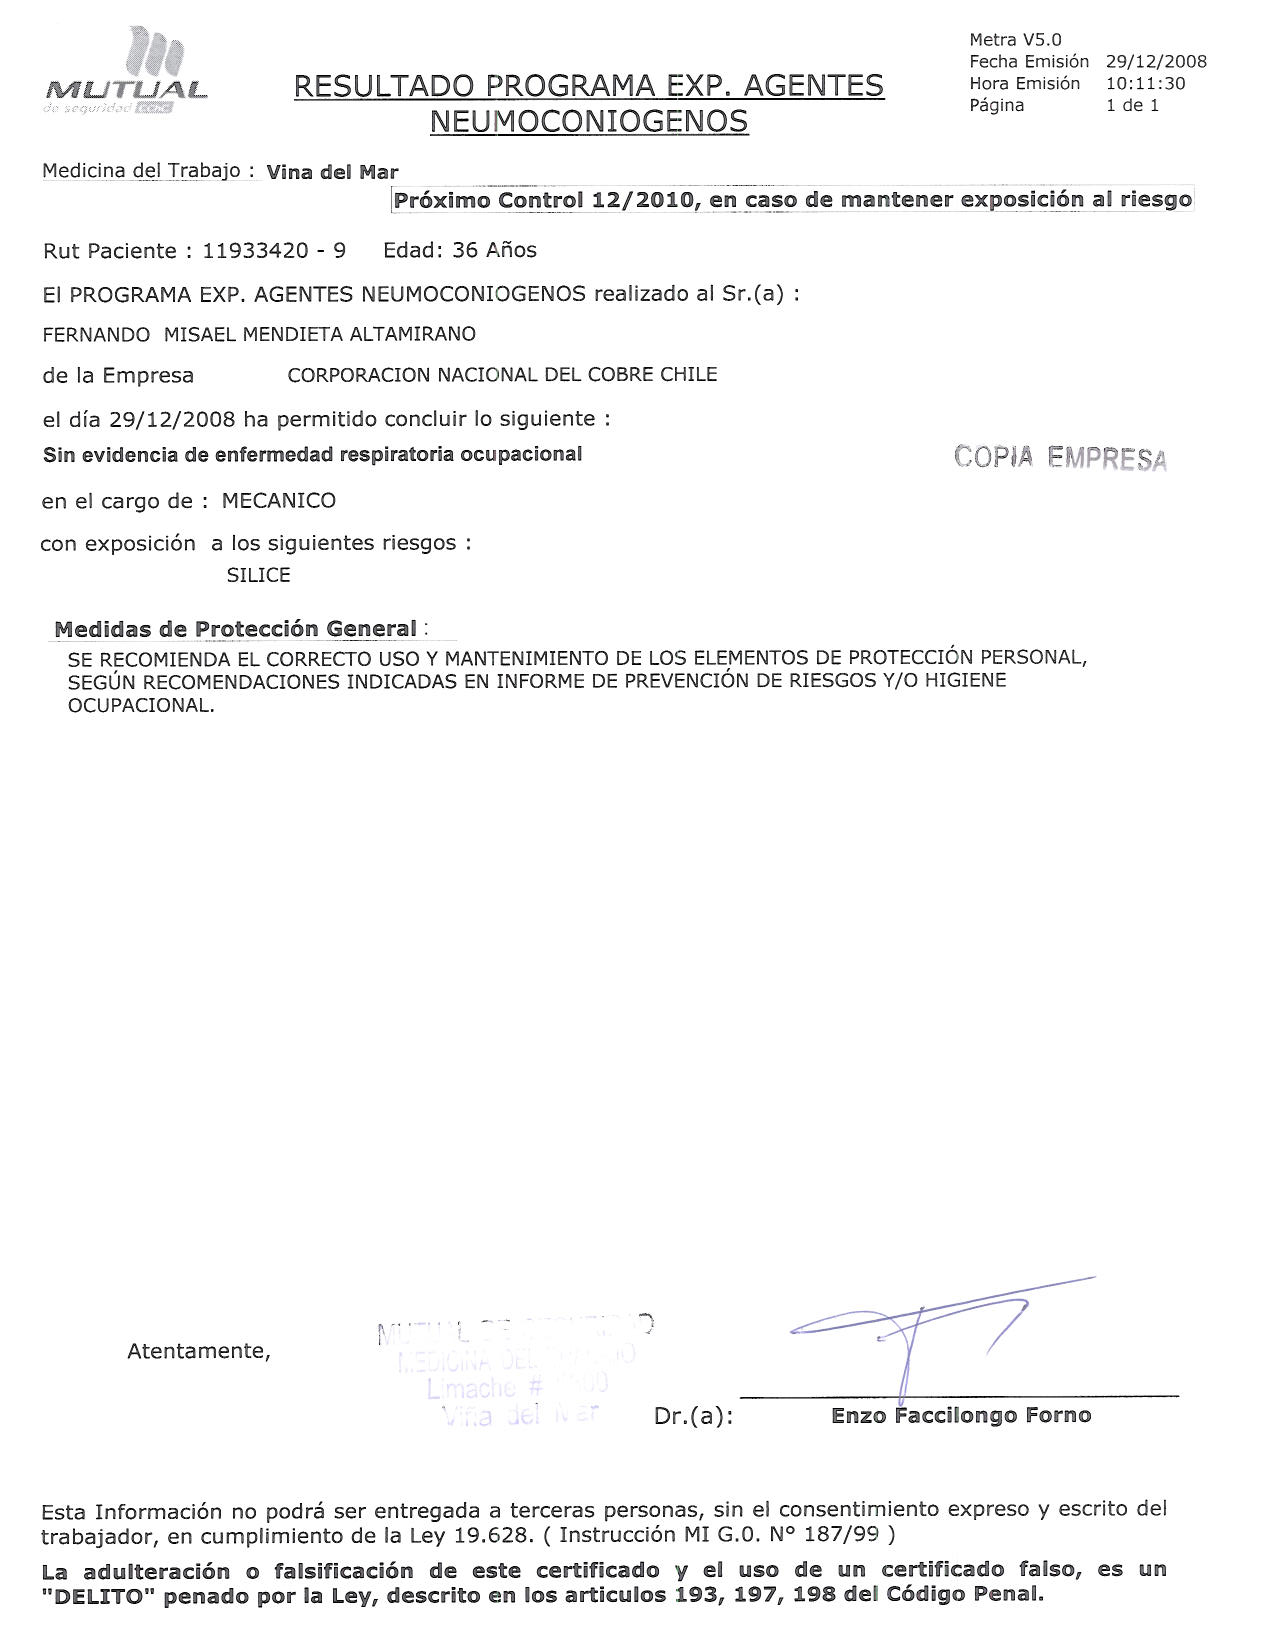 MUTUAL
de seguridad CChC
RESULTADO PROGRAMA EXP. AGENTES
NEUMOCONIOGENOS
Metra V5.0
Fecha Emisión 29/12/2008
Hora Emisión 10:11:30
Página 1 de 1
Medicina del Trabajo : Vina del Mar
Próximo Control 12/2010, en caso de mantener exposición al riesgo
Rut Paciente : 11933420 - 9 Edad: 36 Años
El PROGRAMA EXP. AGENTES NEUMOCONIOGENOS realizado al Sr.(a) :
FERNANDO MISAEL MENDIETA ALTAMIRANO
de la Empresa CORPORACION NACIONAL DEL COBRE CHILE
el día 29/12/2008 ha permitido concluir lo siguiente :
Sin evidencia de enfermedad respiratoria ocupacional
COPIA EMPRESA
en el cargo de : MECANICO
con exposición a los siguientes riesgos :
SILICE
Medidas de Protección General :
SE RECOMIENDA EL CORRECTO USO Y MANTENIMIENTO DE LOS ELEMENTOS DE PROTECCIÓN PERSONAL,
SEGÚN RECOMENDACIONES INDICADAS EN INFORME DE PREVENCIÓN DE RIESGOS Y/O HIGIENE
OCUPACIONAL.
Atentamente,
MUTUAL DE SEGURIDAD
MEDICINA DEL TRABAJO
Limache #
Viña del Mar
Dr.(a): Enzo Faccilongo Forno
Esta Información no podrá ser entregada a terceras personas, sin el consentimiento expreso y escrito del
trabajador, en cumplimiento de la Ley 19.628. ( Instrucción MI G.O. N° 187/99 )
La adulteración o falsificación de este certificado y el uso de un certificado falso, es un
"DELITO" penado por la Ley, descrito en los articulos 193, 197, 198 del Código Penal.